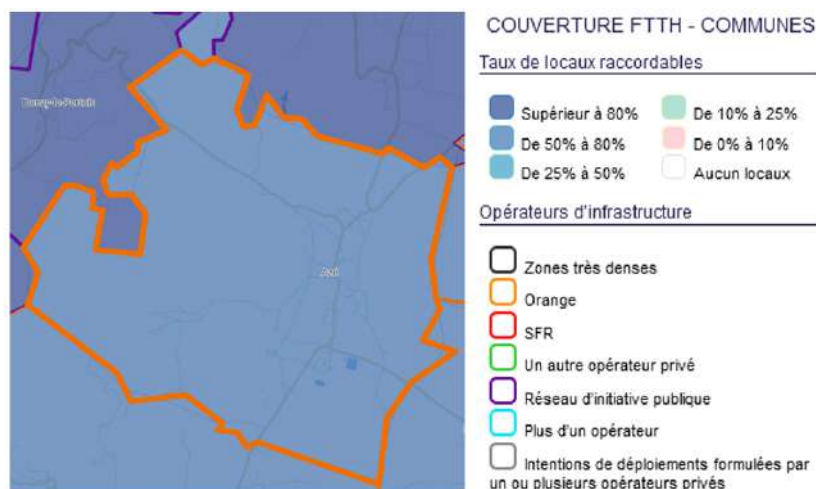 COUVERTURE FTTH - COMMUNES
Taux de locaux raccordables
Supérieur à 80%
De 10% à 25%
De 50% à 80%
De 0% à 10%
De 25% à 50%
Aucun locaux
Opérateurs d'infrastructure
Zones très denses
Orange
SFR
Un autre opérateur privé
Réseau d'initiative publique
Plus d'un opérateur
Intentions de déploiements formulées par
un ou plusieurs opérateurs privés